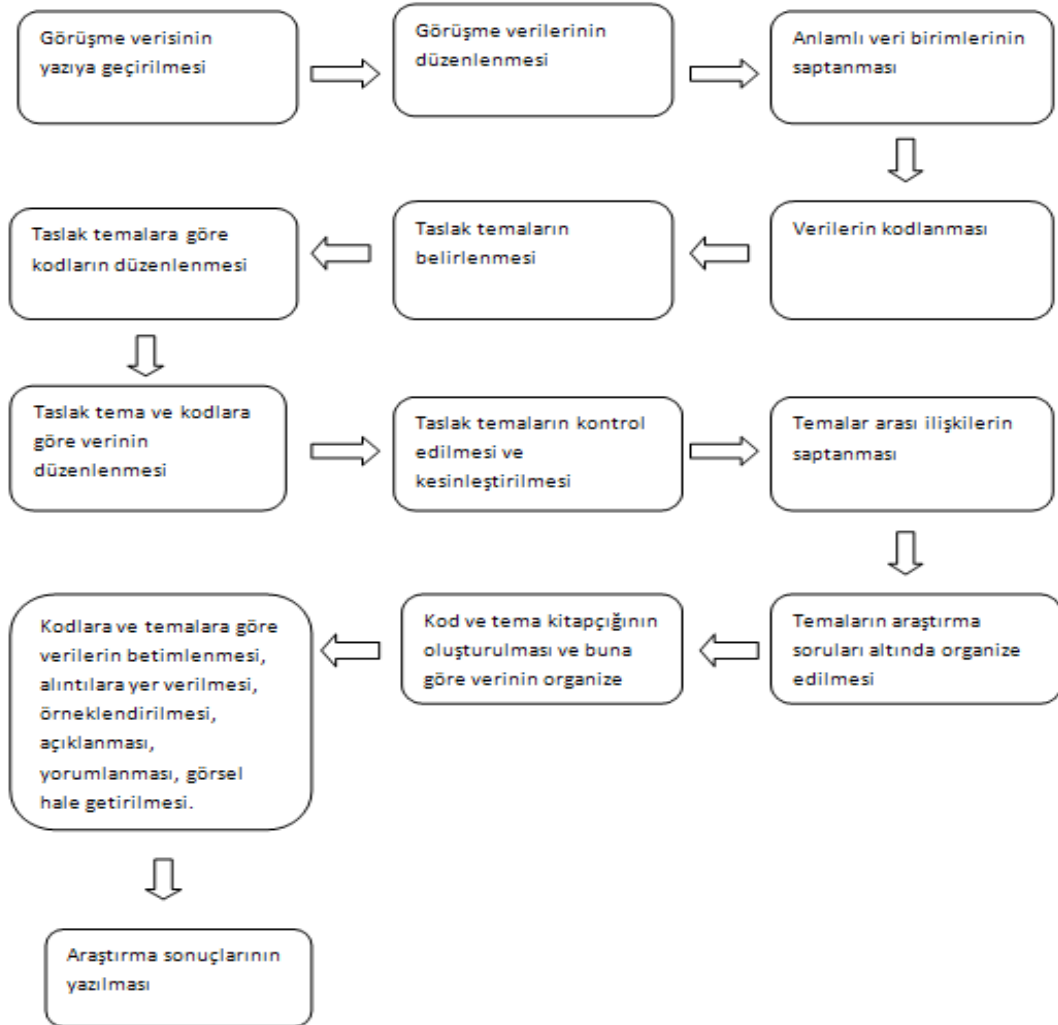 Görüşme verisinin
yazıya geçirilmesi
Görüşme verilerinin
düzenlenmesi
Anlamlı veri birimlerinin
saptanması
Verilerin kodlanması
Taslak temaların
belirlenmesi
Taslak temalara göre
kodların düzenlenmesi
Taslak tema ve kodlara
göre verinin
düzenlenmesi
Taslak temaların kontrol
edilmesi ve
kesinleştirilmesi
Temalar arası ilişkilerin
saptanması
Temaların araştırma
soruları altında organize
edilmesi
Kod ve tema kitapçığının
oluşturulması ve buna
göre verinin organize
Kodlara ve temalara göre
verilerin betimlenmesi,
alıntılara yer verilmesi,
örneklendirilmesi,
açıklanması,
yorumlanması, görsel
hale getirilmesi.
Araştırma sonuçlarının
yazılması